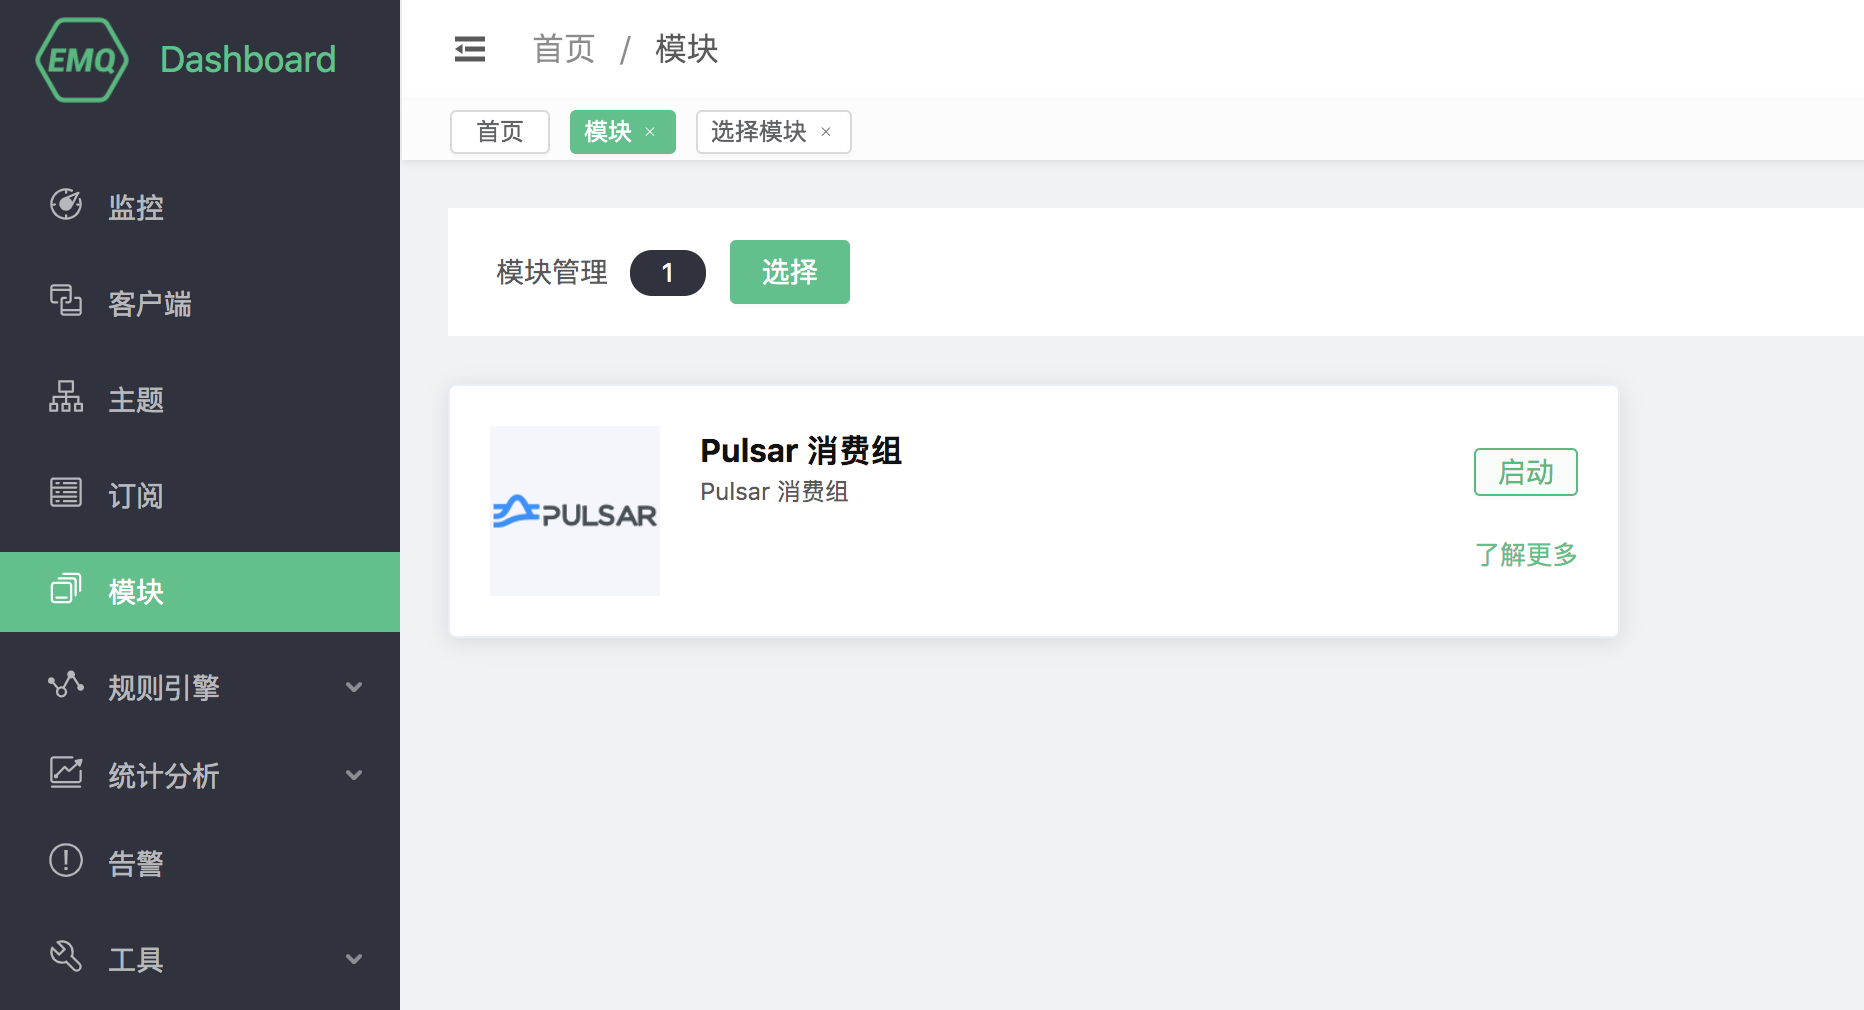 EMQ Dashboard
监控
客户端
主题
订阅
模块
规则引擎
统计分析
告警
工具
首页 / 模块
首页 模块 × 选择模块 ×
模块管理 1 选择
PULSAR
Pulsar 消费组
Pulsar 消费组
启动
了解更多